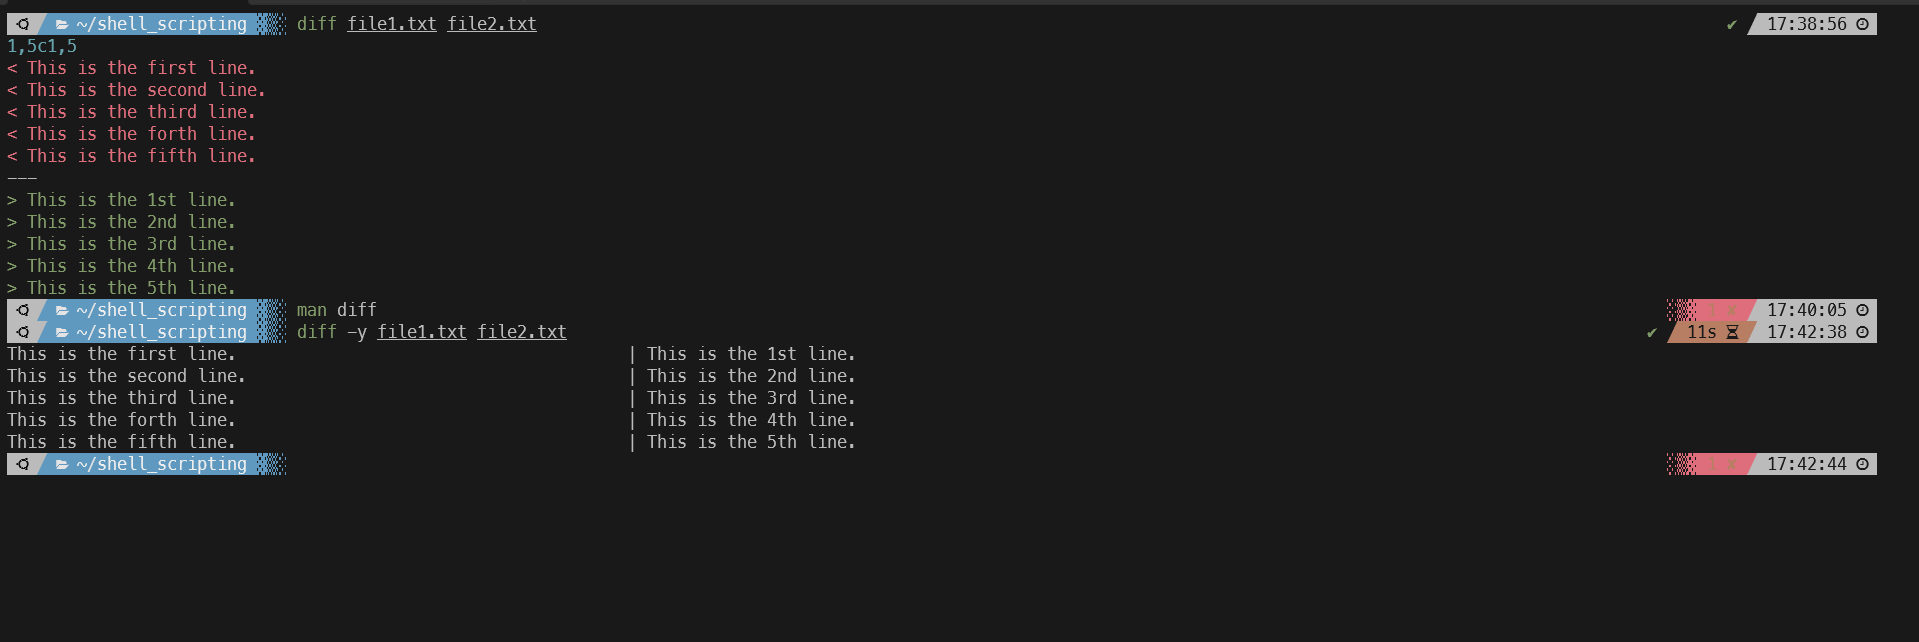 ~/shell_scripting diff file1.txt file2.txt ✔ 17:38:56
1,5c1,5
< This is the first line.
< This is the second line.
< This is the third line.
< This is the forth line.
< This is the fifth line.
---
> This is the 1st line.
> This is the 2nd line.
> This is the 3rd line.
> This is the 4th line.
> This is the 5th line.
~/shell_scripting man diff 1 ✘ 17:40:05
~/shell_scripting diff -y file1.txt file2.txt ✔ 11s 17:42:38
This is the first line. | This is the 1st line.
This is the second line. | This is the 2nd line.
This is the third line. | This is the 3rd line.
This is the forth line. | This is the 4th line.
This is the fifth line. | This is the 5th line.
~/shell_scripting 1 ✘ 17:42:44